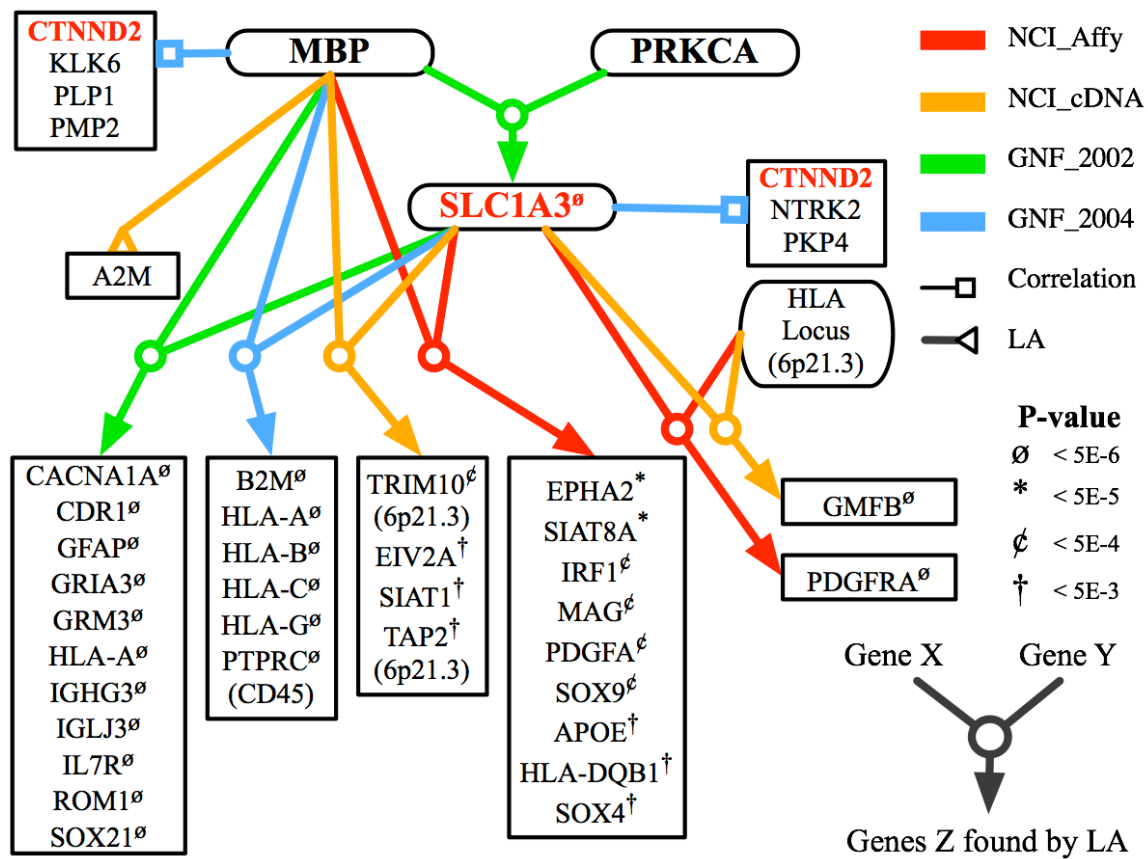 CTNND2
KLK6
PLP1
PMP2
MBP
PRKCA
NCI_Affy
NCI_cDNA
GNF_2002
GNF_2004
Correlation
LA
SLC1A3ø
CTNND2
NTRK2
PKP4
A2M
HLA
Locus
(6p21.3)
CACNA1Aø
CDR1ø
GFAPø
GRIA3ø
GRM3ø
HLA-Aø
IGHG3ø
IGLJ3ø
IL7Rø
ROM1ø
SOX21ø
B2Mø
HLA-Aø
HLA-Bø
HLA-Cø
HLA-Gø
PTPRCø
(CD45)
TRIM10¢
(6p21.3)
EIV2A†
SIAT1†
TAP2†
(6p21.3)
EPHA2*
SIAT8A*
IRF1¢
MAG¢
PDGFA¢
SOX9¢
APOE†
HLA-DQB1†
SOX4†
GMFBø
PDGFRAø
P-value
ø < 5E-6
* < 5E-5
¢ < 5E-4
† < 5E-3
Gene X
Gene Y
Genes Z found by LA